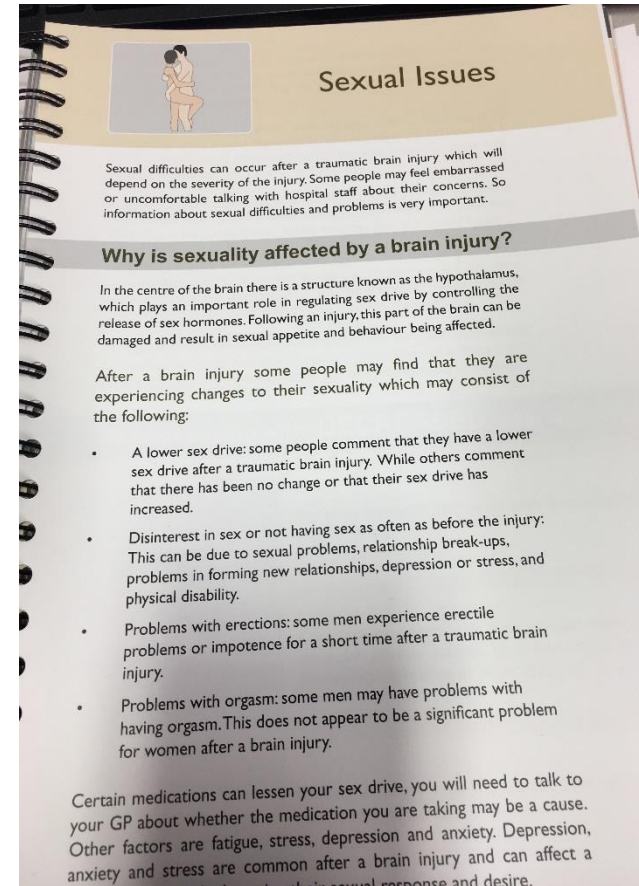 Sexual Issues
Sexual difficulties can occur after a traumatic brain injury which will
depend on the severity of the injury. Some people may feel embarrassed
or uncomfortable talking with hospital staff about their concerns. So
information about sexual difficulties and problems is very important.
Why is sexuality affected by a brain injury?
In the centre of the brain there is a structure known as the hypothalamus,
which plays an important role in regulating sex drive by controlling the
release of sex hormones. Following an injury, this part of the brain can be
damaged and result in sexual appetite and behaviour being affected.
After a brain injury some people may find that they are
experiencing changes to their sexuality which may consist of
the following:
• A lower sex drive: some people comment that they have a lower
sex drive after a traumatic brain injury. While others comment
that there has been no change or that their sex drive has
increased.
• Disinterest in sex or not having sex as often as before the injury:
This can be due to sexual problems, relationship break-ups,
problems in forming new relationships, depression or stress, and
physical disability.
• Problems with erections: some men experience erectile
problems or impotence for a short time after a traumatic brain
injury.
• Problems with orgasm: some men may have problems with
having orgasm. This does not appear to be a significant problem
for women after a brain injury.
Certain medications can lessen your sex drive, you will need to talk to
your GP about whether the medication you are taking may be a cause.
Other factors are fatigue, stress, depression and anxiety. Depression,
anxiety and stress are common after a brain injury and can affect a
sexual response and desire.